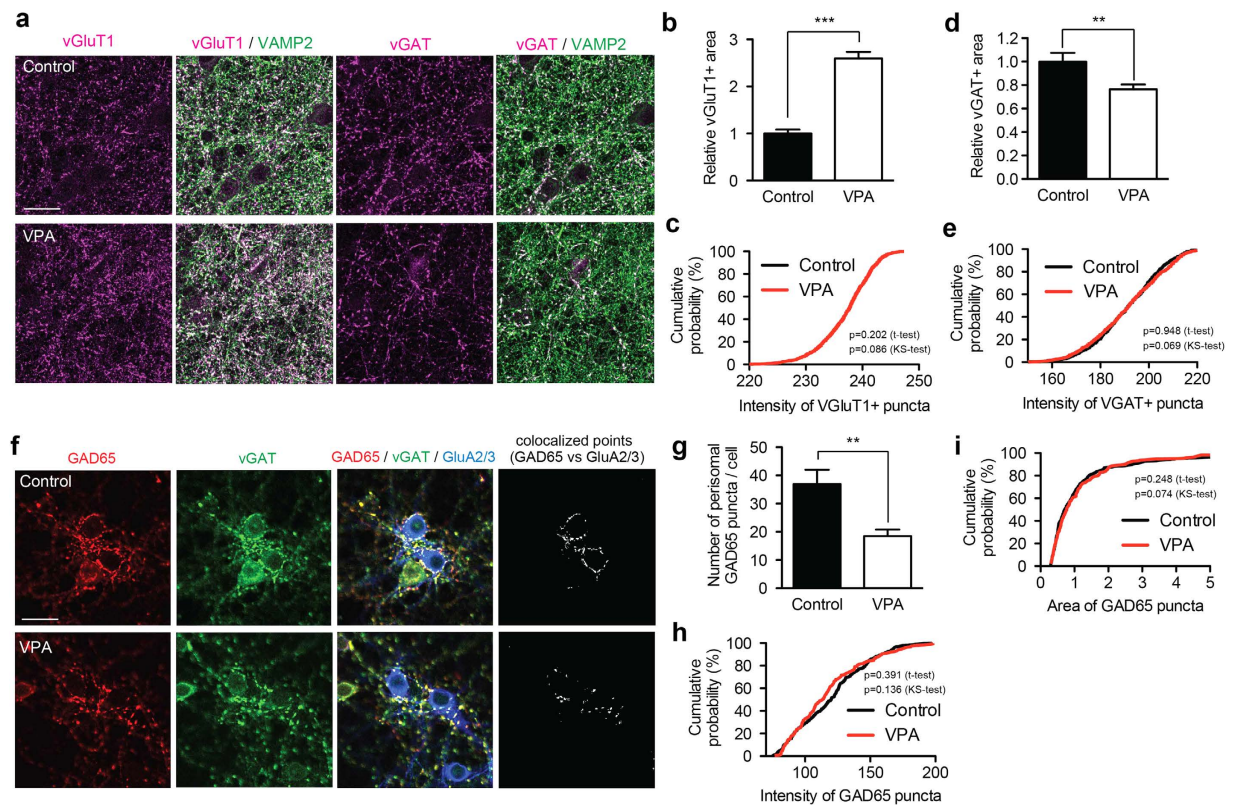 a
vGluT1
vGluT1 / VAMP2
vGAT
vGAT / VAMP2
Control
VPA
b
***
3
2
1
0
Relative vGluT1+ area
Control
VPA
d
**
1.2
1.0
0.8
0.6
0.4
0.2
0.0
Relative vGAT+ area
Control
VPA
c
100
80
60
40
20
0
Cumulative
probability (%)
Control
VPA
p=0.202 (t-test)
p=0.086 (KS-test)
220
230
240
250
Intensity of VGluT1+ puncta
e
100
80
60
40
20
0
Cumulative
probability (%)
Control
VPA
p=0.948 (t-test)
p=0.069 (KS-test)
160
180
200
220
Intensity of VGAT+ puncta
f
GAD65
vGAT
GAD65 / vGAT / GluA2/3
colocalized points
(GAD65 vs GluA2/3)
Control
VPA
g
**
50
40
30
20
10
0
Number of perisomal
GAD65 puncta / cell
Control
VPA
i
100
80
60
40
20
0
Cumulative
probability (%)
p=0.248 (t-test)
p=0.074 (KS-test)
Control
VPA
0
1
2
3
4
5
Area of GAD65 puncta
h
100
80
60
40
20
0
Cumulative
probability (%)
p=0.391 (t-test)
p=0.136 (KS-test)
Control
VPA
100
150
200
Intensity of GAD65 puncta